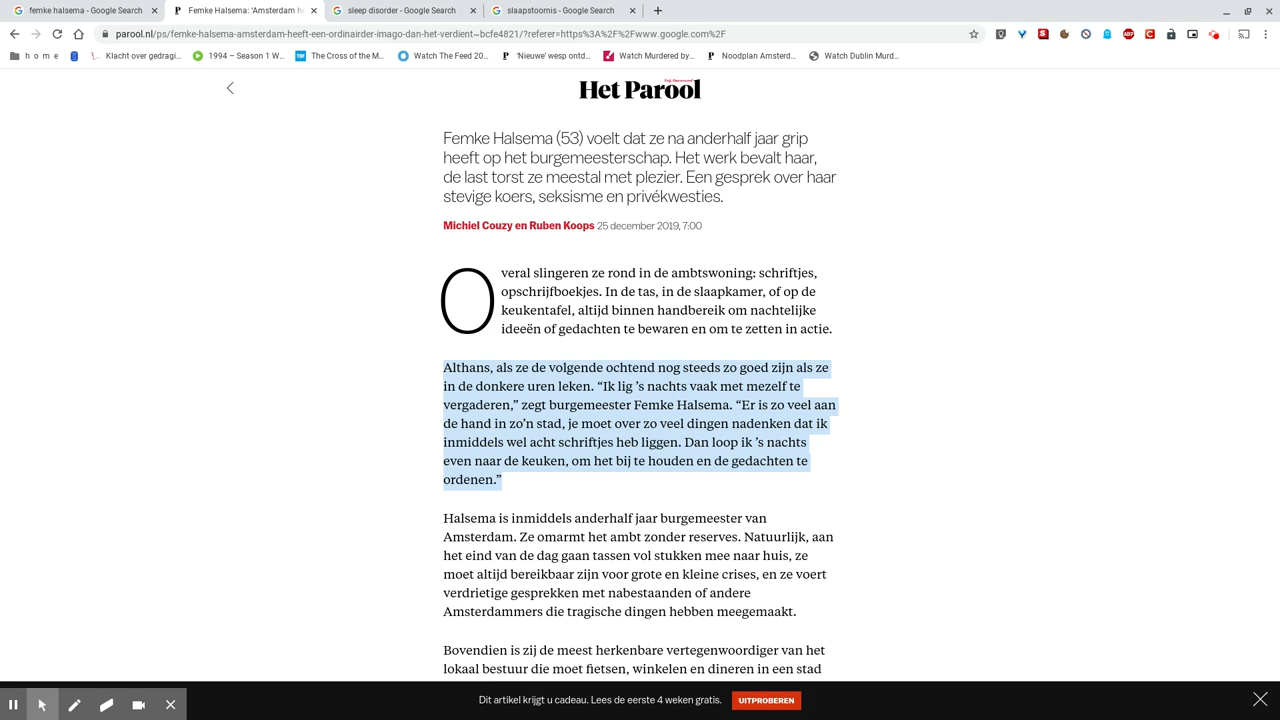 femke halsema - Google Search
Femke Halsema: 'Amsterdam he
sleep disorder - Google Search
slaapstoornis - Google Search
parool.nl/ps/femke-halsema-amsterdam-heeft-een-ordinairder-imago-dan-het-verdient~bcfe4821/?referer=https%3A%2F%2Fwww.google.com%2F
h o m e
Klacht over gedragi...
1994 – Season 1 W...
The Cross of the M...
Watch The Feed 20...
'Nieuwe' wesp ontd...
Watch Murdered by...
Noodplan Amsterd...
Watch Dublin Murd...
Het Parool
Femke Halsema (53) voelt dat ze na anderhalf jaar grip
heeft op het burgemeesterschap. Het werk bevalt haar,
de last torst ze meestal met plezier. Een gesprek over haar
stevige koers, seksisme en privékwesties.
Michiel Couzy en Ruben Koops 25 december 2019, 7:00
Overal slingeren ze rond in de ambtswoning: schriftjes,
opschrijfboekjes. In de tas, in de slaapkamer, of op de
keukentafel, altijd binnen handbereik om nachtelijke
ideeën of gedachten te bewaren en om te zetten in actie.
Althans, als ze de volgende ochtend nog steeds zo goed zijn als ze
in de donkere uren leken. “Ik lig ’s nachts vaak met mezelf te
vergaderen,” zegt burgemeester Femke Halsema. “Er is zo veel aan
de hand in zo’n stad, je moet over zo veel dingen nadenken dat ik
inmiddels wel acht schriftjes heb liggen. Dan loop ik ’s nachts
even naar de keuken, om het bij te houden en de gedachten te
ordenen.”
Halsema is inmiddels anderhalf jaar burgemeester van
Amsterdam. Ze omarmt het ambt zonder reserves. Natuurlijk, aan
het eind van de dag gaan tassen vol stukken mee naar huis, ze
moet altijd bereikbaar zijn voor grote en kleine crises, en ze voert
verdrietige gesprekken met nabestaanden of andere
Amsterdammers die tragische dingen hebben meegemaakt.
Bovendien is zij de meest herkenbare vertegenwoordiger van het
lokaal bestuur die moet fietsen, winkelen en dineren in een stad
Dit artikel krijgt u cadeau. Lees de eerste 4 weken gratis.
UITPROBEREN